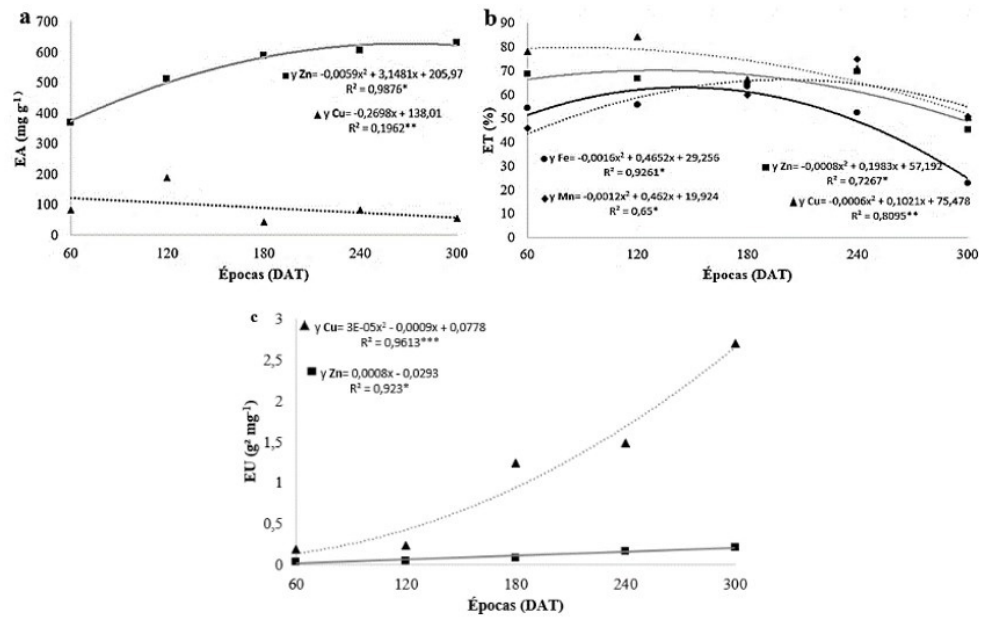 a
700
600
500
400
300
200
100
0
EA (mg g⁻¹)
y Zn= -0,0059x² + 3,1481x + 205,97
R² = 0,9876*
y Cu= -0,2698x + 138,01
R² = 0,1962**
60 120 180 240 300
Épocas (DAT)
b
90
80
70
60
50
40
30
20
10
0
ET (%)
y Fe= -0,0016x² + 0,4652x + 29,256
R² = 0,9261*
y Zn= -0,0008x² + 0,1983x + 57,192
R² = 0,7267*
y Mn= -0,0012x² + 0,462x + 19,924
R² = 0,65*
y Cu= -0,0006x² + 0,1021x + 75,478
R² = 0,8095**
60 120 180 240 300
Épocas (DAT)
c
3
2,5
2
1,5
1
0,5
0
EU (g² mg⁻¹)
y Cu= 3E-05x² - 0,0009x + 0,0778
R² = 0,9613***
y Zn= 0,0008x - 0,0293
R² = 0,923*
60 120 180 240 300
Épocas (DAT)